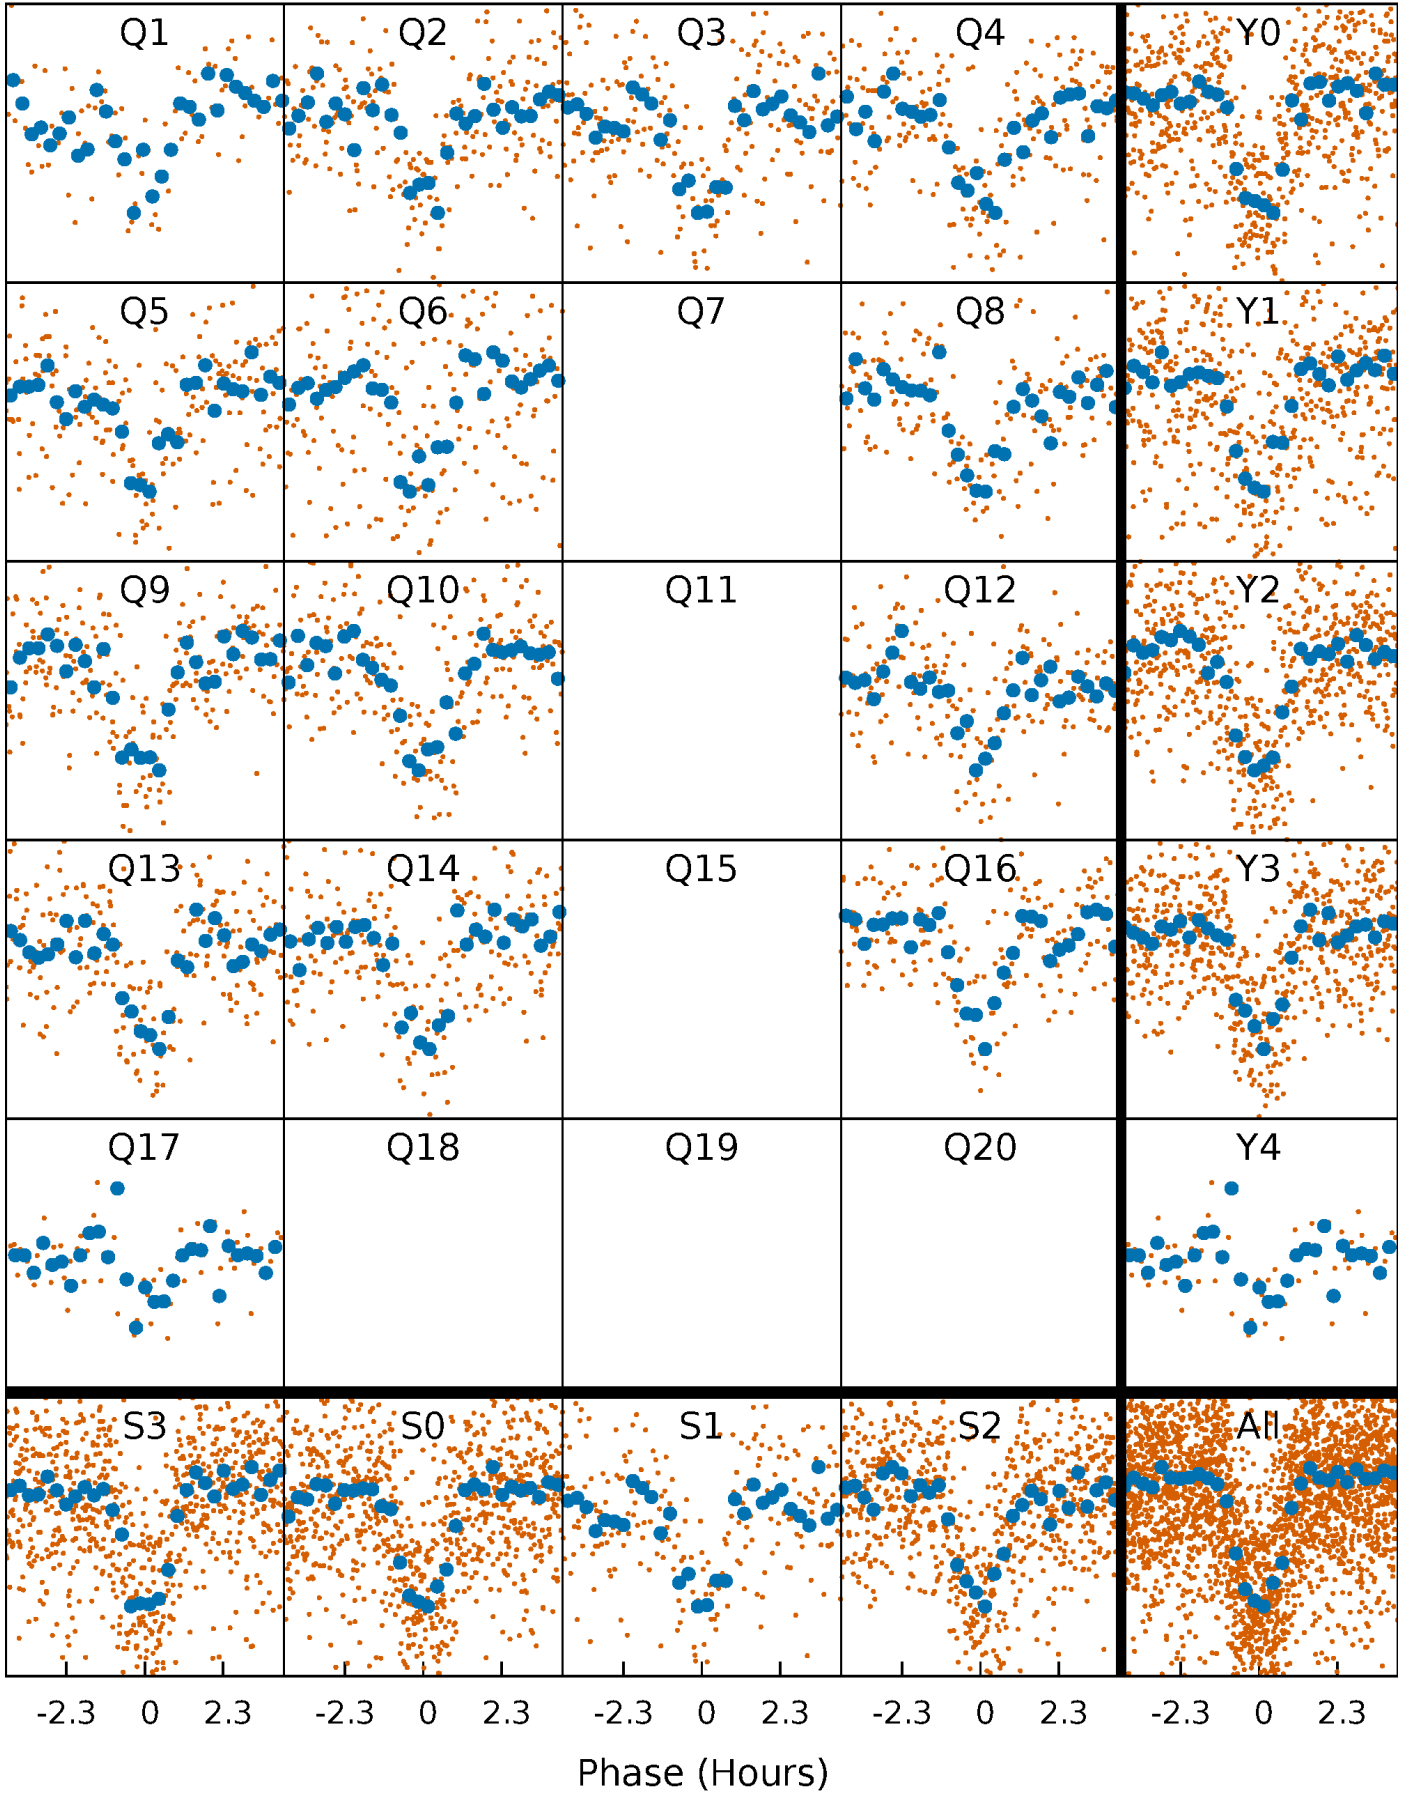 Q1 Q2 Q3 Q4 Y0
Q5 Q6 Q7 Q8 Y1
Q9 Q10 Q11 Q12 Y2
Q13 Q14 Q15 Q16 Y3
Q17 Q18 Q19 Q20 Y4
S3 S0 S1 S2 All
-2.3 0 2.3 -2.3 0 2.3 -2.3 0 2.3 -2.3 0 2.3 -2.3 0 2.3
Phase (Hours)